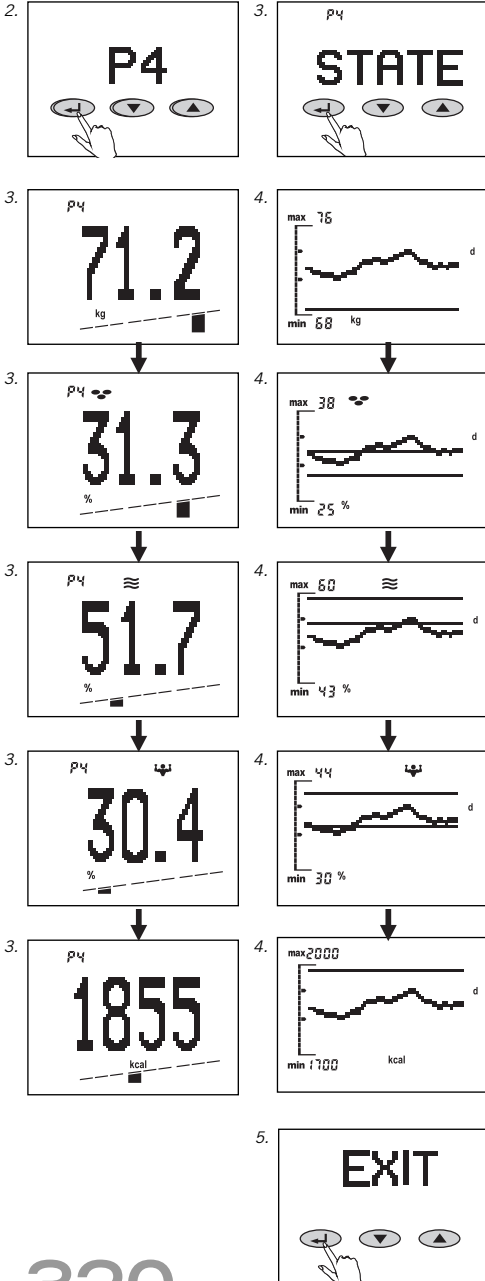 2.
P4
3.
P4
STATE
3.
P4
71.2
kg
4.
max 76
d
min 68 kg
3.
P4
31.3
%
4.
max 38
d
min 25 %
3.
P4
51.7
%
4.
max 60
d
min 43 %
3.
P4
30.4
%
4.
max 44
d
min 30 %
3.
P4
1855
kcal
4.
max 2000
d
min 1700 kcal
5.
EXIT